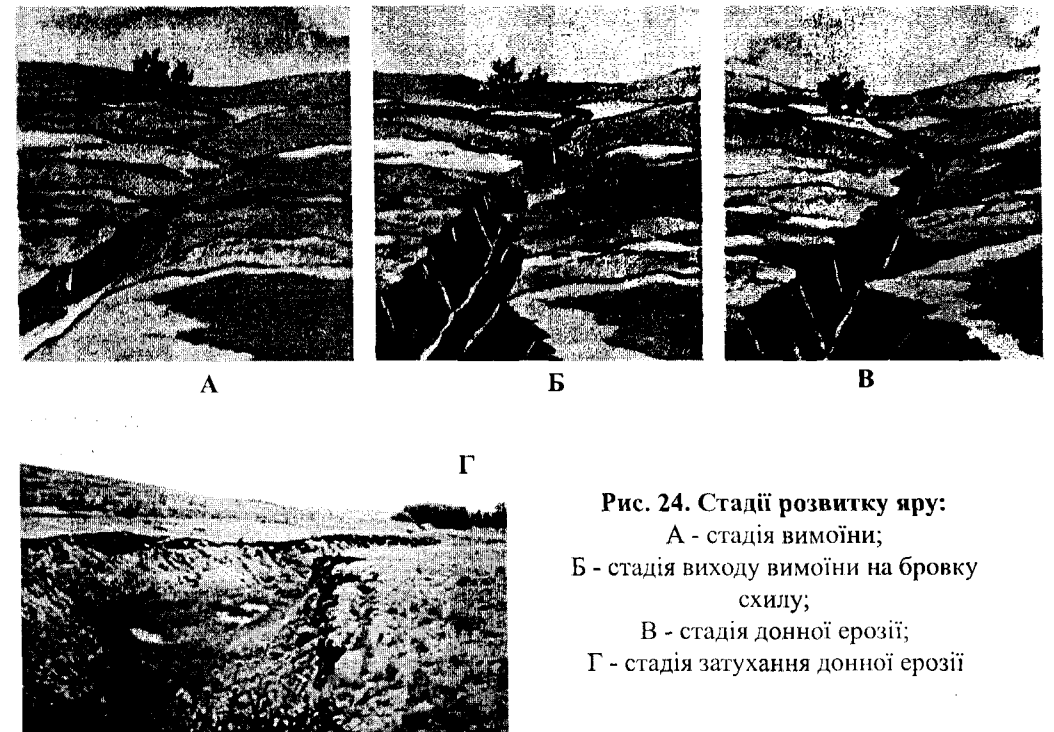 А
Б
В
Г
Рис. 24. Стадії розвитку яру:
А - стадія вимоїни;
Б - стадія виходу вимоїни на бровку
схилу;
В - стадія донної ерозії;
Г - стадія затухання донної ерозії